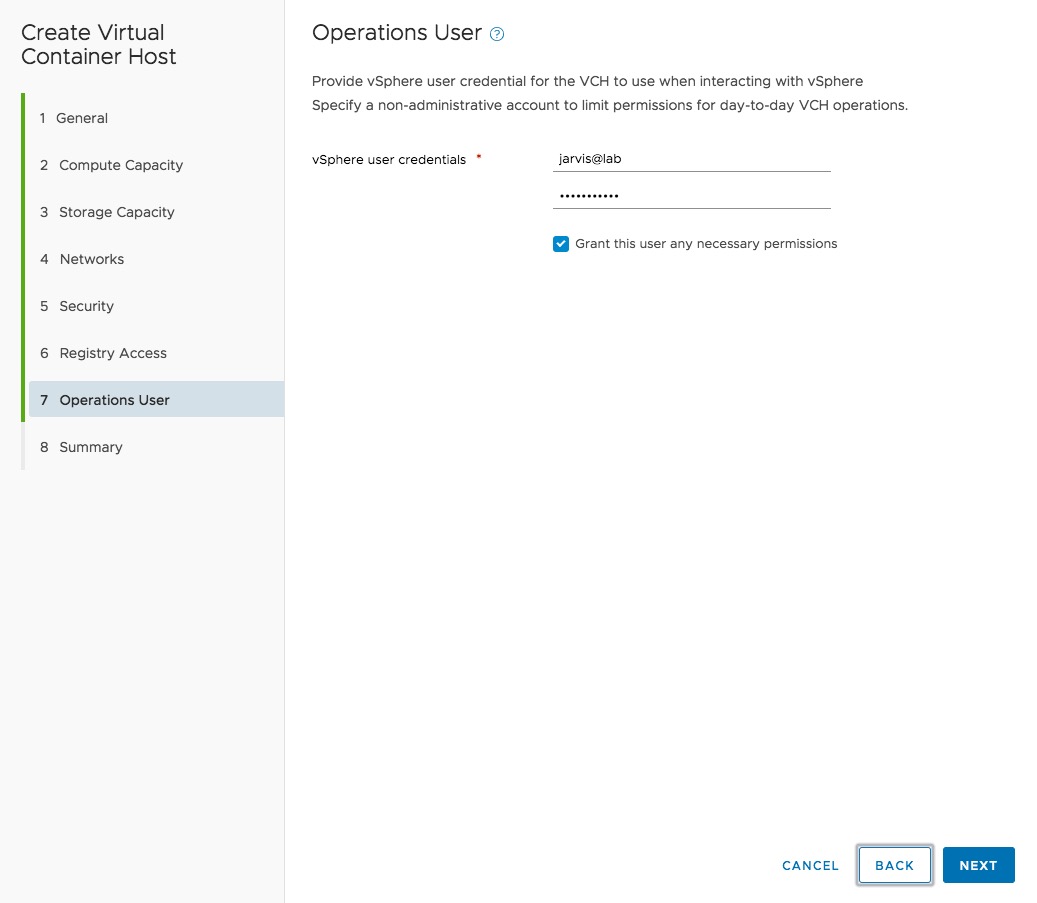 Create Virtual
Container Host
1 General
2 Compute Capacity
3 Storage Capacity
4 Networks
5 Security
6 Registry Access
7 Operations User
8 Summary
Operations User ?
Provide vSphere user credential for the VCH to use when interacting with vSphere
Specify a non-administrative account to limit permissions for day-to-day VCH operations.
vSphere user credentials * jarvis@lab
•••••••••••
Grant this user any necessary permissions
CANCEL BACK NEXT